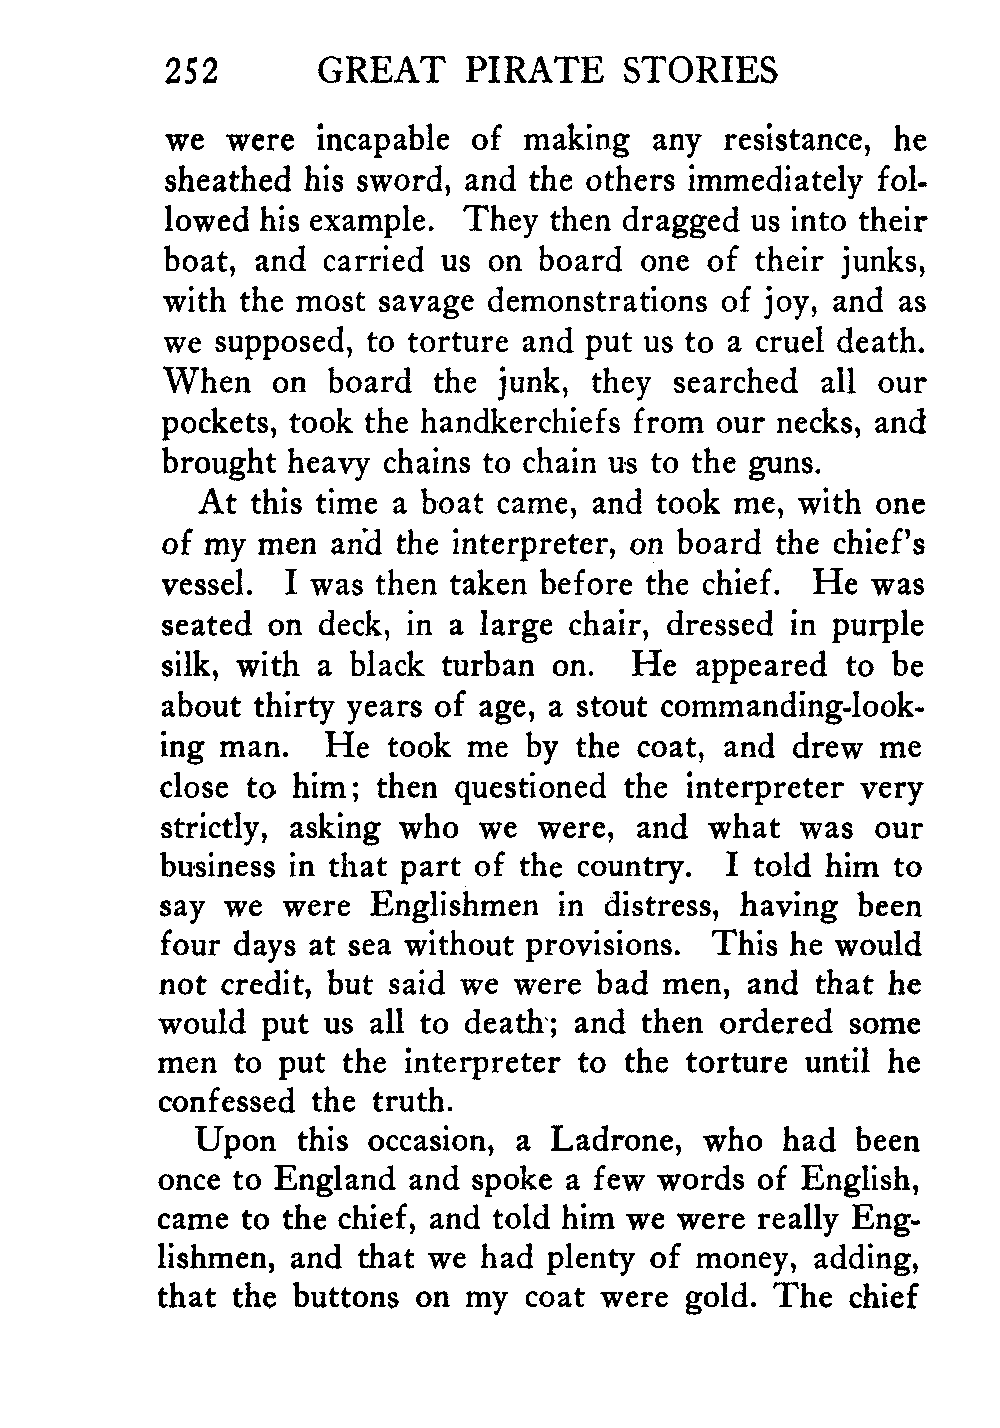 252 GREAT PIRATE STORIES
we were incapable of making any resistance, he
sheathed his sword, and the others immediately fol-
lowed his example. They then dragged us into their
boat, and carried us on board one of their junks,
with the most savage demonstrations of joy, and as
we supposed, to torture and put us to a cruel death.
When on board the junk, they searched all our
pockets, took the handkerchiefs from our necks, and
brought heavy chains to chain us to the guns.
At this time a boat came, and took me, with one
of my men and the interpreter, on board the chief's
vessel. I was then taken before the chief. He was
seated on deck, in a large chair, dressed in purple
silk, with a black turban on. He appeared to be
about thirty years of age, a stout commanding-look-
ing man. He took me by the coat, and drew me
close to him; then questioned the interpreter very
strictly, asking who we were, and what was our
business in that part of the country. I told him to
say we were Englishmen in distress, having been
four days at sea without provisions. This he would
not credit, but said we were bad men, and that he
would put us all to death; and then ordered some
men to put the interpreter to the torture until he
confessed the truth.
Upon this occasion, a Ladrone, who had been
once to England and spoke a few words of English,
came to the chief, and told him we were really Eng-
lishmen, and that we had plenty of money, adding,
that the buttons on my coat were gold. The chief